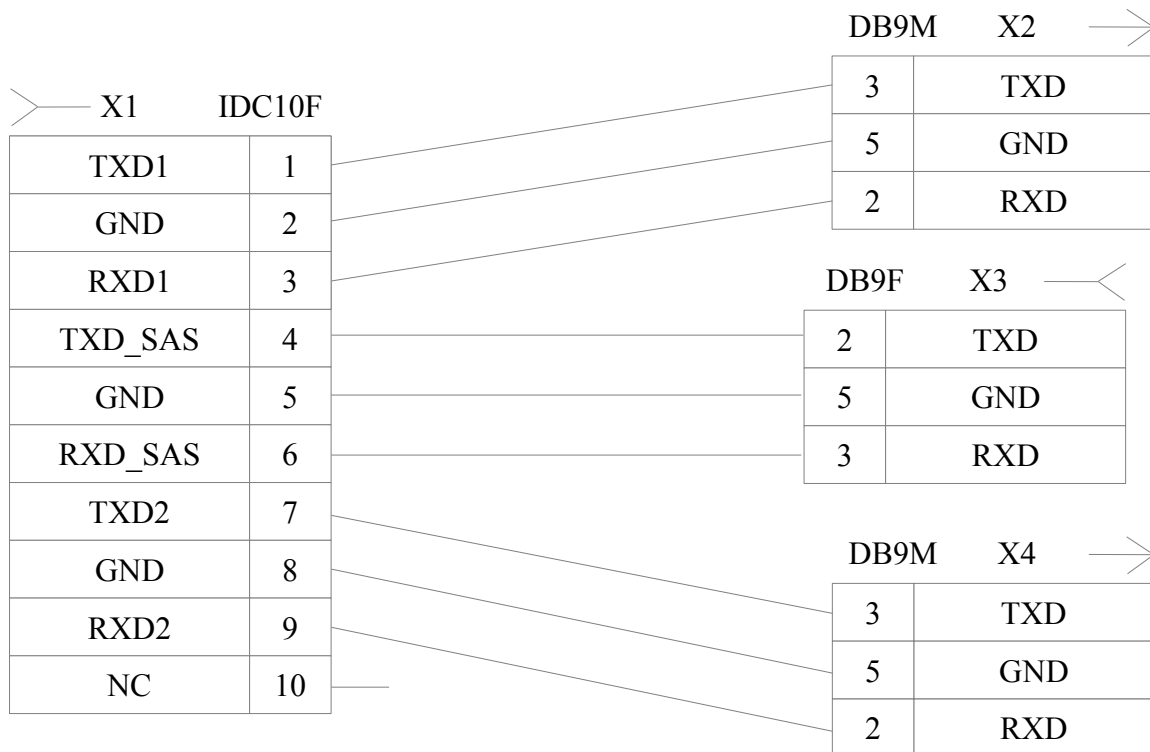 X1 IDC10F
TXD1 1
GND 2
RXD1 3
TXD_SAS 4
GND 5
RXD_SAS 6
TXD2 7
GND 8
RXD2 9
NC 10
DB9M X2
3 TXD
5 GND
2 RXD
DB9F X3
2 TXD
5 GND
3 RXD
DB9M X4
3 TXD
5 GND
2 RXD